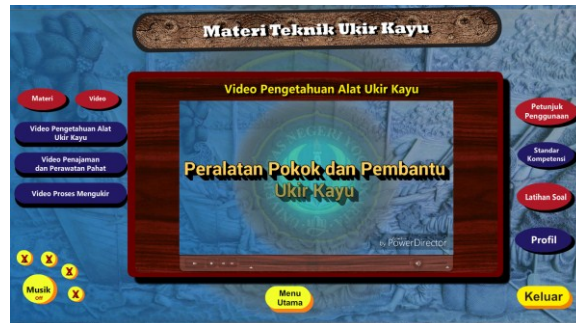 Materi Teknik Ukir Kayu
Materi
Video
Video Pengetahuan Alat
Ukir Kayu
Video Penajaman
dan Perawatan Pahat
Video Proses Mengukir
Video Pengetahuan Alat Ukir Kayu
Peralatan Pokok dan Pembantu
Ukir Kayu
by PowerDirector
Petunjuk
Penggunaan
Standar
Kompetensi
Latihan Soal
Profil
X
X
X
X
Musik
Off
Menu
Utama
Keluar